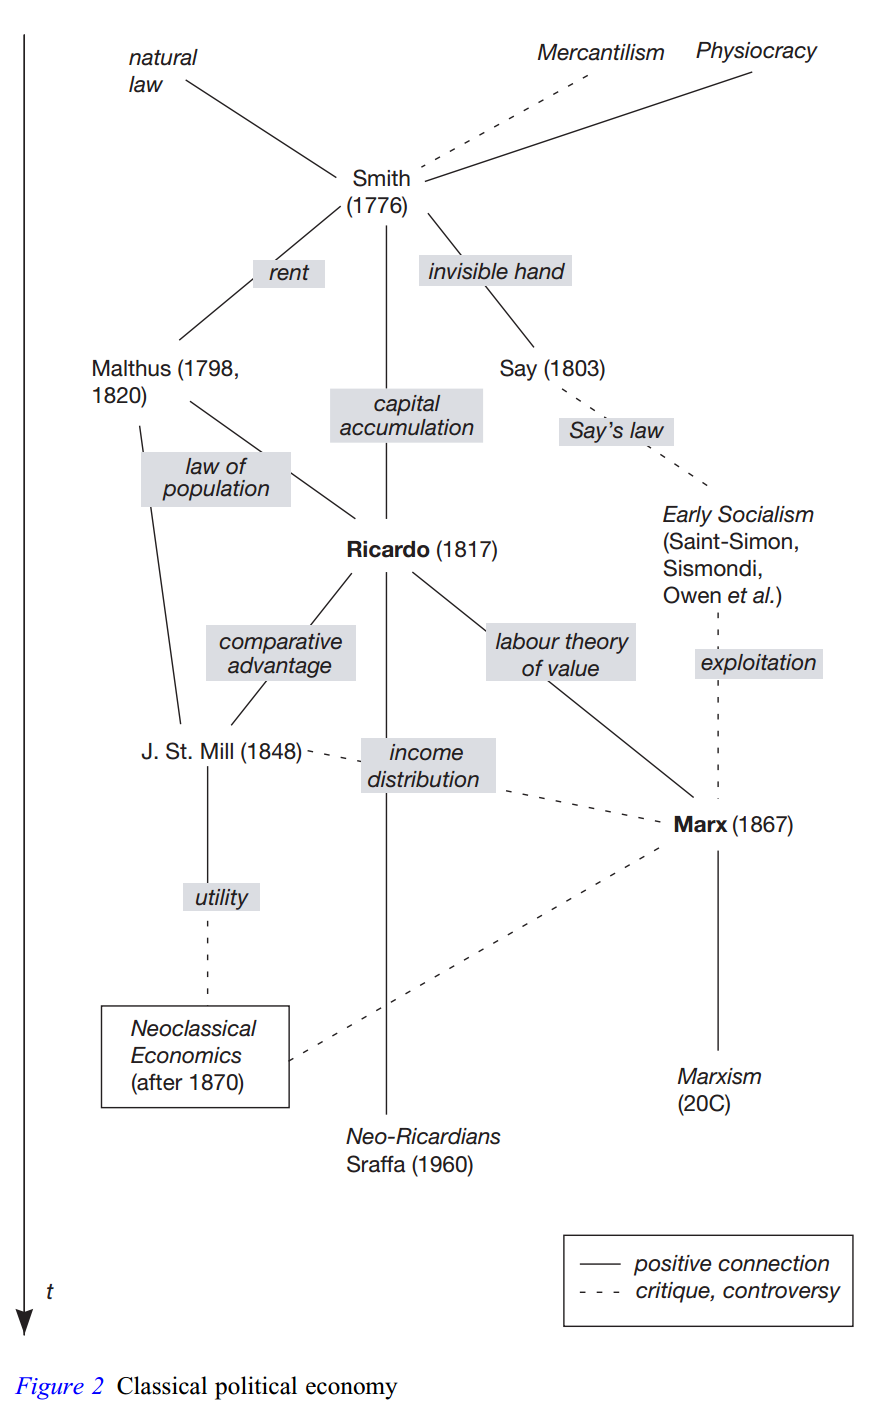 natural
law
Mercantilism
Physiocracy
Smith
(1776)
rent
invisible hand
Malthus (1798,
1820)
Say (1803)
capital
accumulation
Say's law
law of
population
Early Socialism
(Saint-Simon,
Sismondi,
Owen et al.)
Ricardo (1817)
comparative
advantage
labour theory
of value
exploitation
J. St. Mill (1848)
income
distribution
Marx (1867)
utility
Neoclassical
Economics
(after 1870)
Marxism
(20C)
Neo-Ricardians
Sraffa (1960)
positive connection
critique, controversy
t
Figure 2 Classical political economy